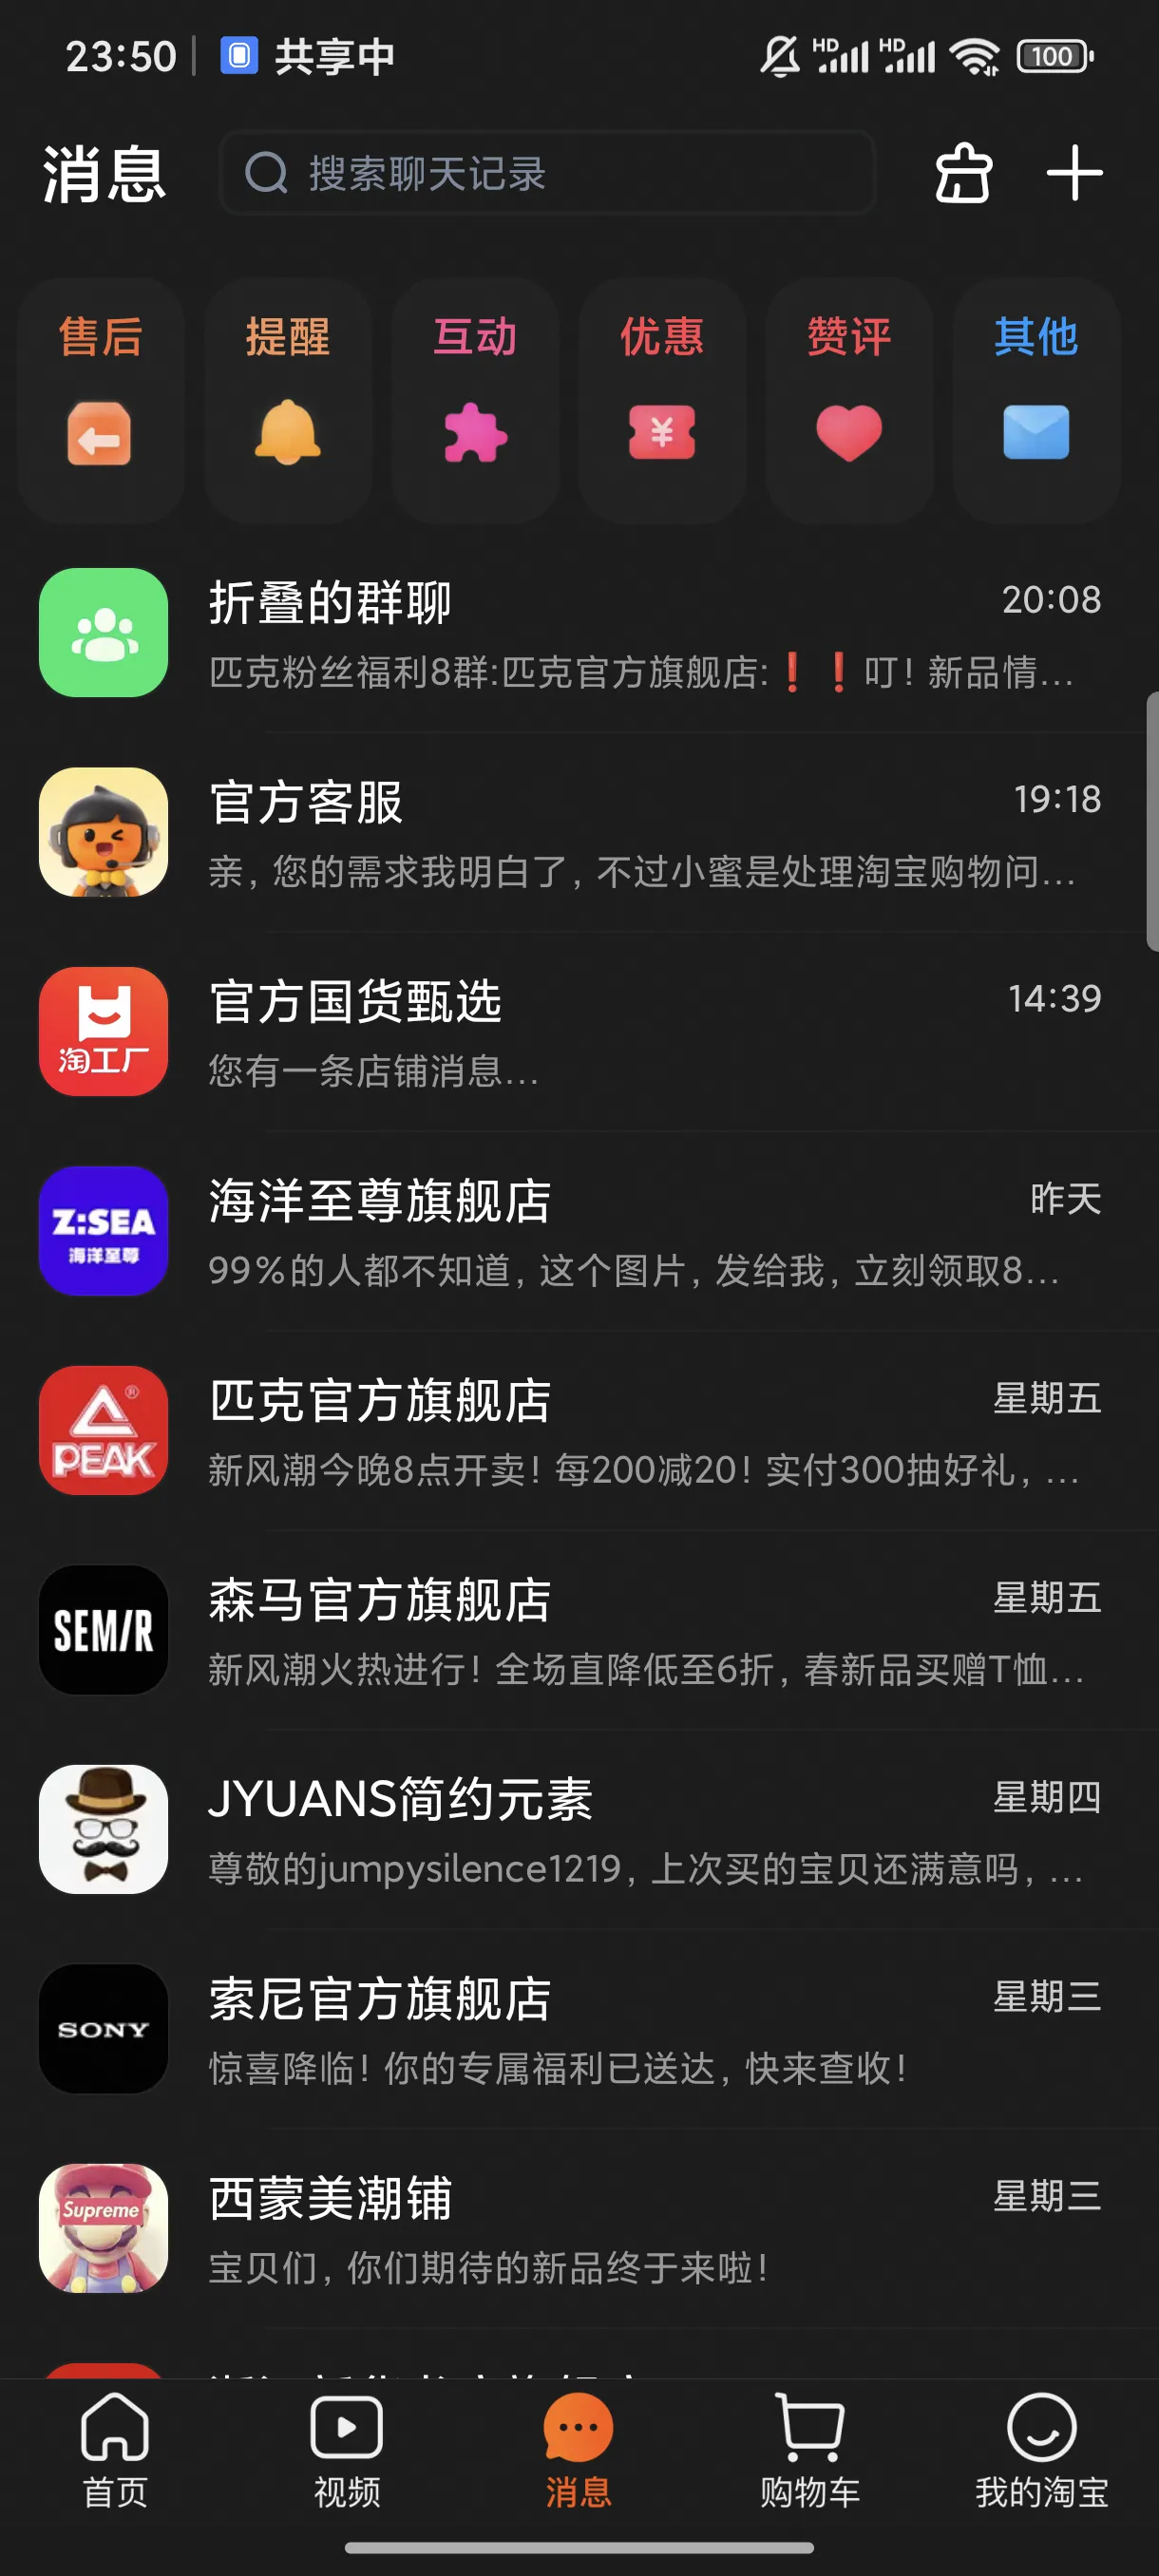 23:50 共享中 HD HD 100
消息 搜索聊天记录
售后 提醒 互动 优惠 赞评 其他
¥
折叠的群聊 20:08
匹克粉丝福利8群:匹克官方旗舰店:❗❗叮！新品情...
官方客服 19:18
亲，您的需求我明白了，不过小蜜是处理淘宝购物问...
淘工厂
官方国货甄选 14:39
您有一条店铺消息...
Z:SEA
海洋至尊
海洋至尊旗舰店 昨天
99%的人都不知道，这个图片，发给我，立刻领取8...
PEAK®
匹克官方旗舰店 星期五
新风潮今晚8点开卖！每200减20！实付300抽好礼，...
SEM/R
森马官方旗舰店 星期五
新风潮火热进行！全场直降低至6折，春新品买赠T恤...
JYUANS简约元素 星期四
尊敬的jumpysilence1219，上次买的宝贝还满意吗，...
SONY
索尼官方旗舰店 星期三
惊喜降临！你的专属福利已送达，快来查收！
Supreme
西蒙美潮铺 星期三
宝贝们，你们期待的新品终于来啦！
首页 视频 消息 购物车 我的淘宝